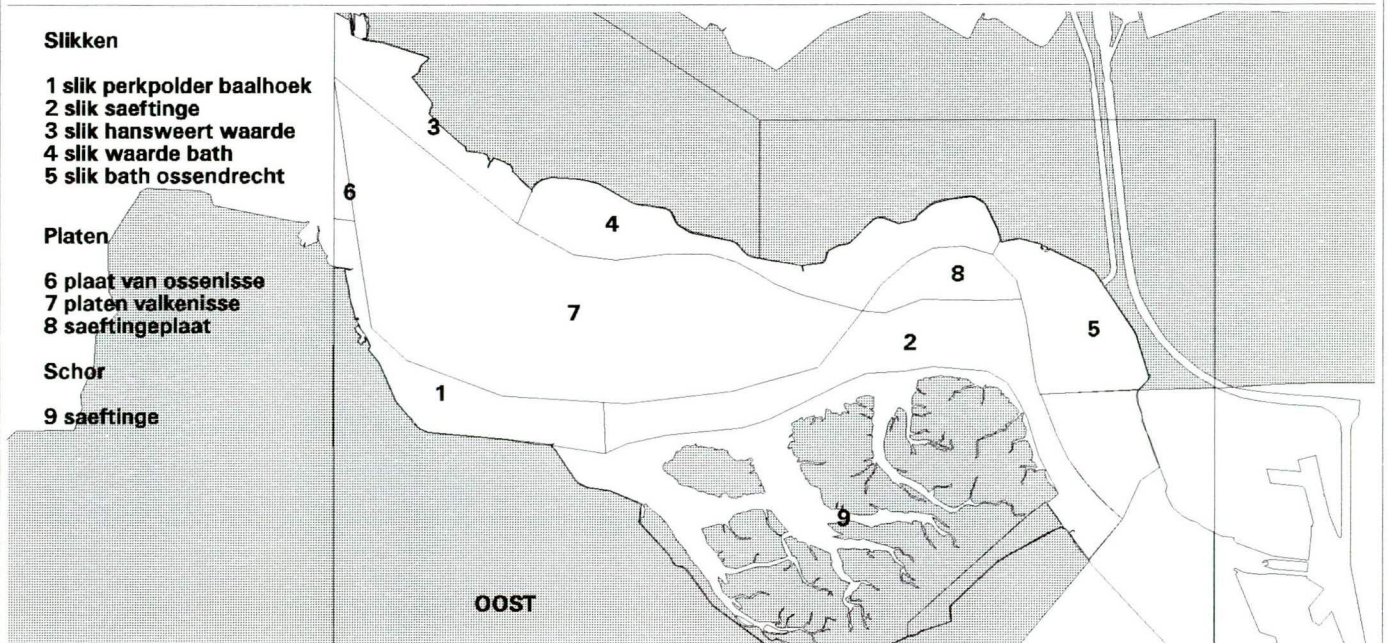 Slikken
1 slik perkpolder baalhoek
2 slik saeftinge
3 slik hansweert waarde
4 slik waarde bath
5 slik bath ossendrecht
Platen
6 plaat van ossenisse
7 platen valkenisse
8 saeftingeplaat
Schor
9 saeftinge
3
6
4
8
7
5
2
1
9
OOST